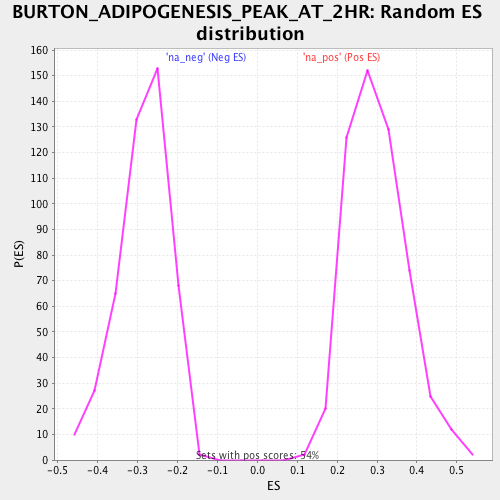 BURTON_ADIPOGENESIS_PEAK_AT_2HR: Random ES
distribution
'na_neg' (Neg ES)
'na_pos' (Pos ES)
P(ES)
160
150
140
130
120
110
100
90
80
70
60
50
40
30
20
10
0
Sets with pos scores: 54%
-0.5 -0.4 -0.3 -0.2 -0.1 0.0 0.1 0.2 0.3 0.4 0.5
ES